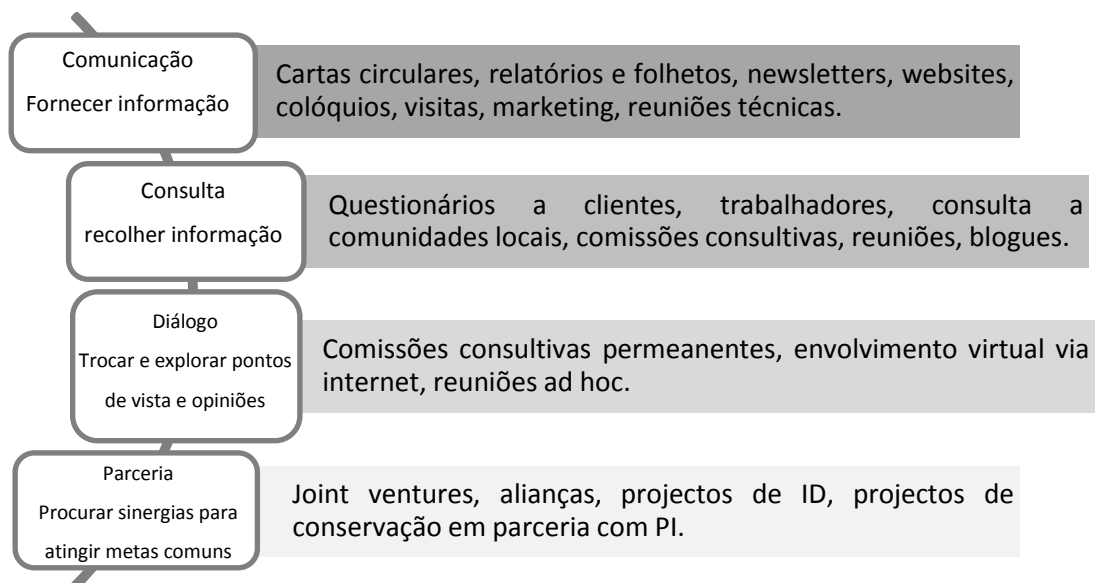 Comunicação
Fornecer informação
Cartas circulares, relatórios e folhetos, newsletters, websites,
colóquios, visitas, marketing, reuniões técnicas.
Consulta
recolher informação
Questionários a clientes, trabalhadores, consulta a
comunidades locais, comissões consultivas, reuniões, blogues.
Diálogo
Trocar e explorar pontos
de vista e opiniões
Comissões consultivas permeanentes, envolvimento virtual via
internet, reuniões ad hoc.
Parceria
Procurar sinergias para
atingir metas comuns
Joint ventures, alianças, projectos de ID, projectos de
conservação em parceria com PI.